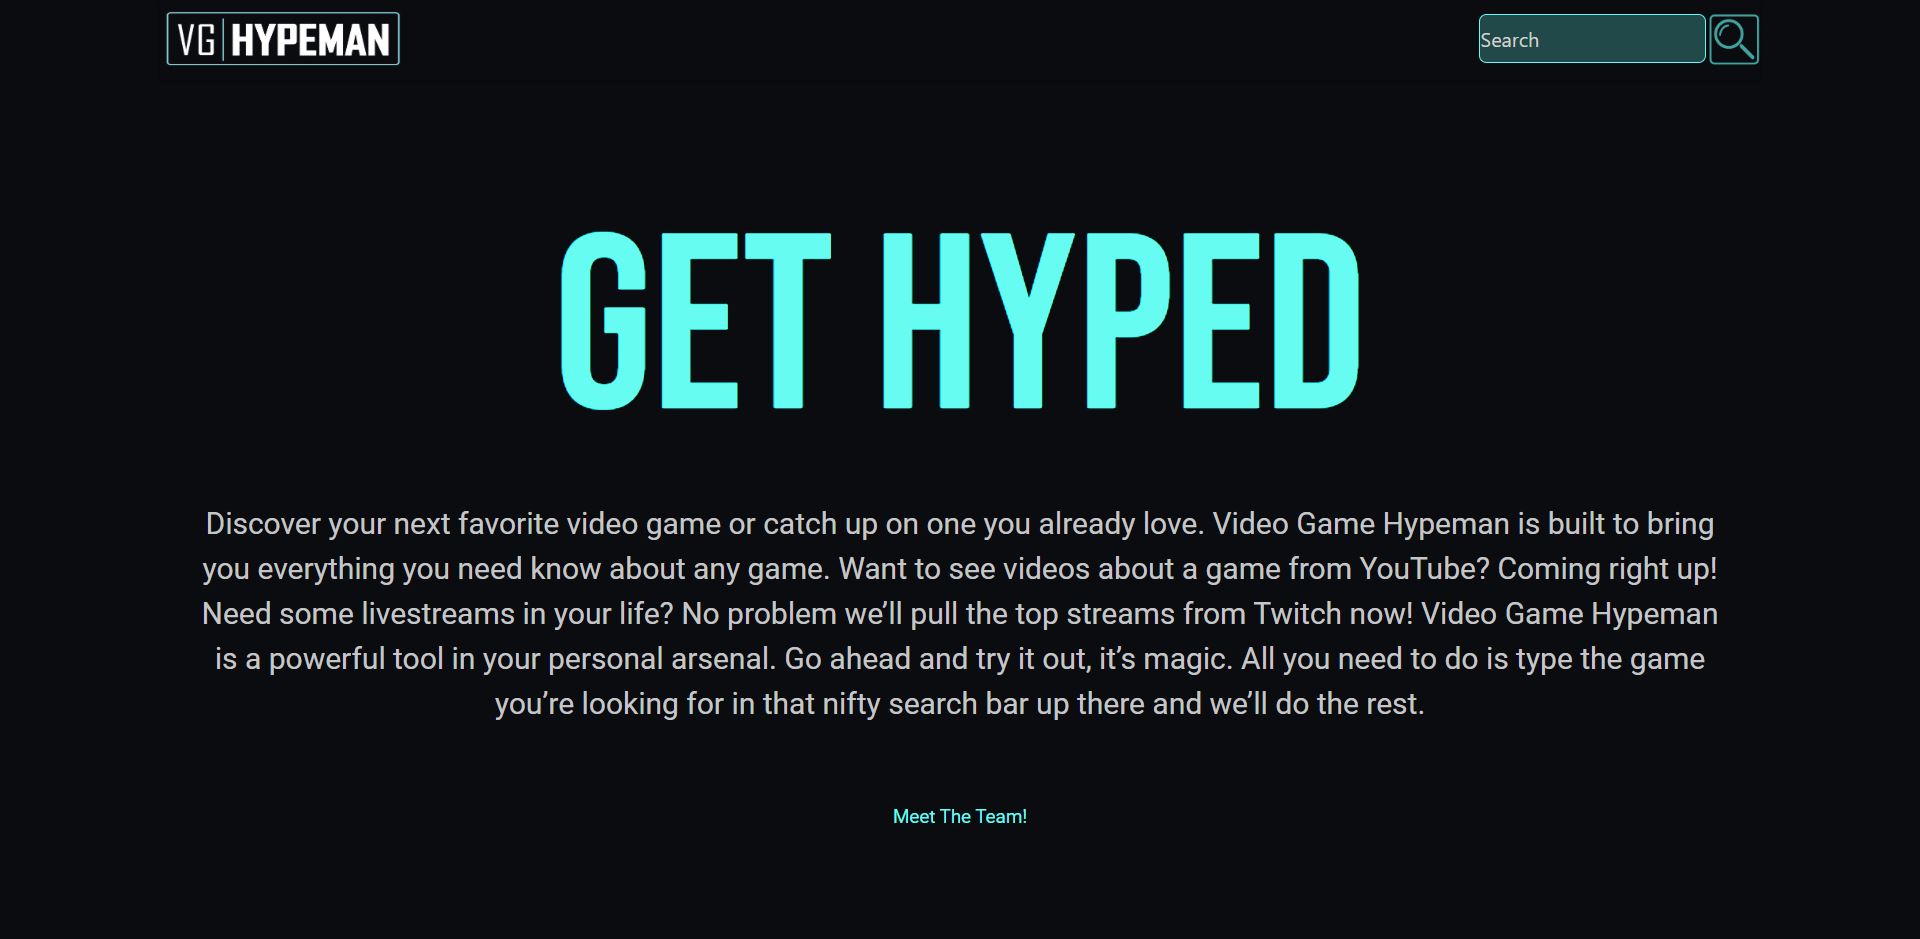 VG HYPEMAN
Search
GET HYPED
Discover your next favorite video game or catch up on one you already love. Video Game Hypeman is built to bring
you everything you need know about any game. Want to see videos about a game from YouTube? Coming right up!
Need some livestreams in your life? No problem we’ll pull the top streams from Twitch now! Video Game Hypeman
is a powerful tool in your personal arsenal. Go ahead and try it out, it’s magic. All you need to do is type the game
you’re looking for in that nifty search bar up there and we’ll do the rest.
Meet The Team!